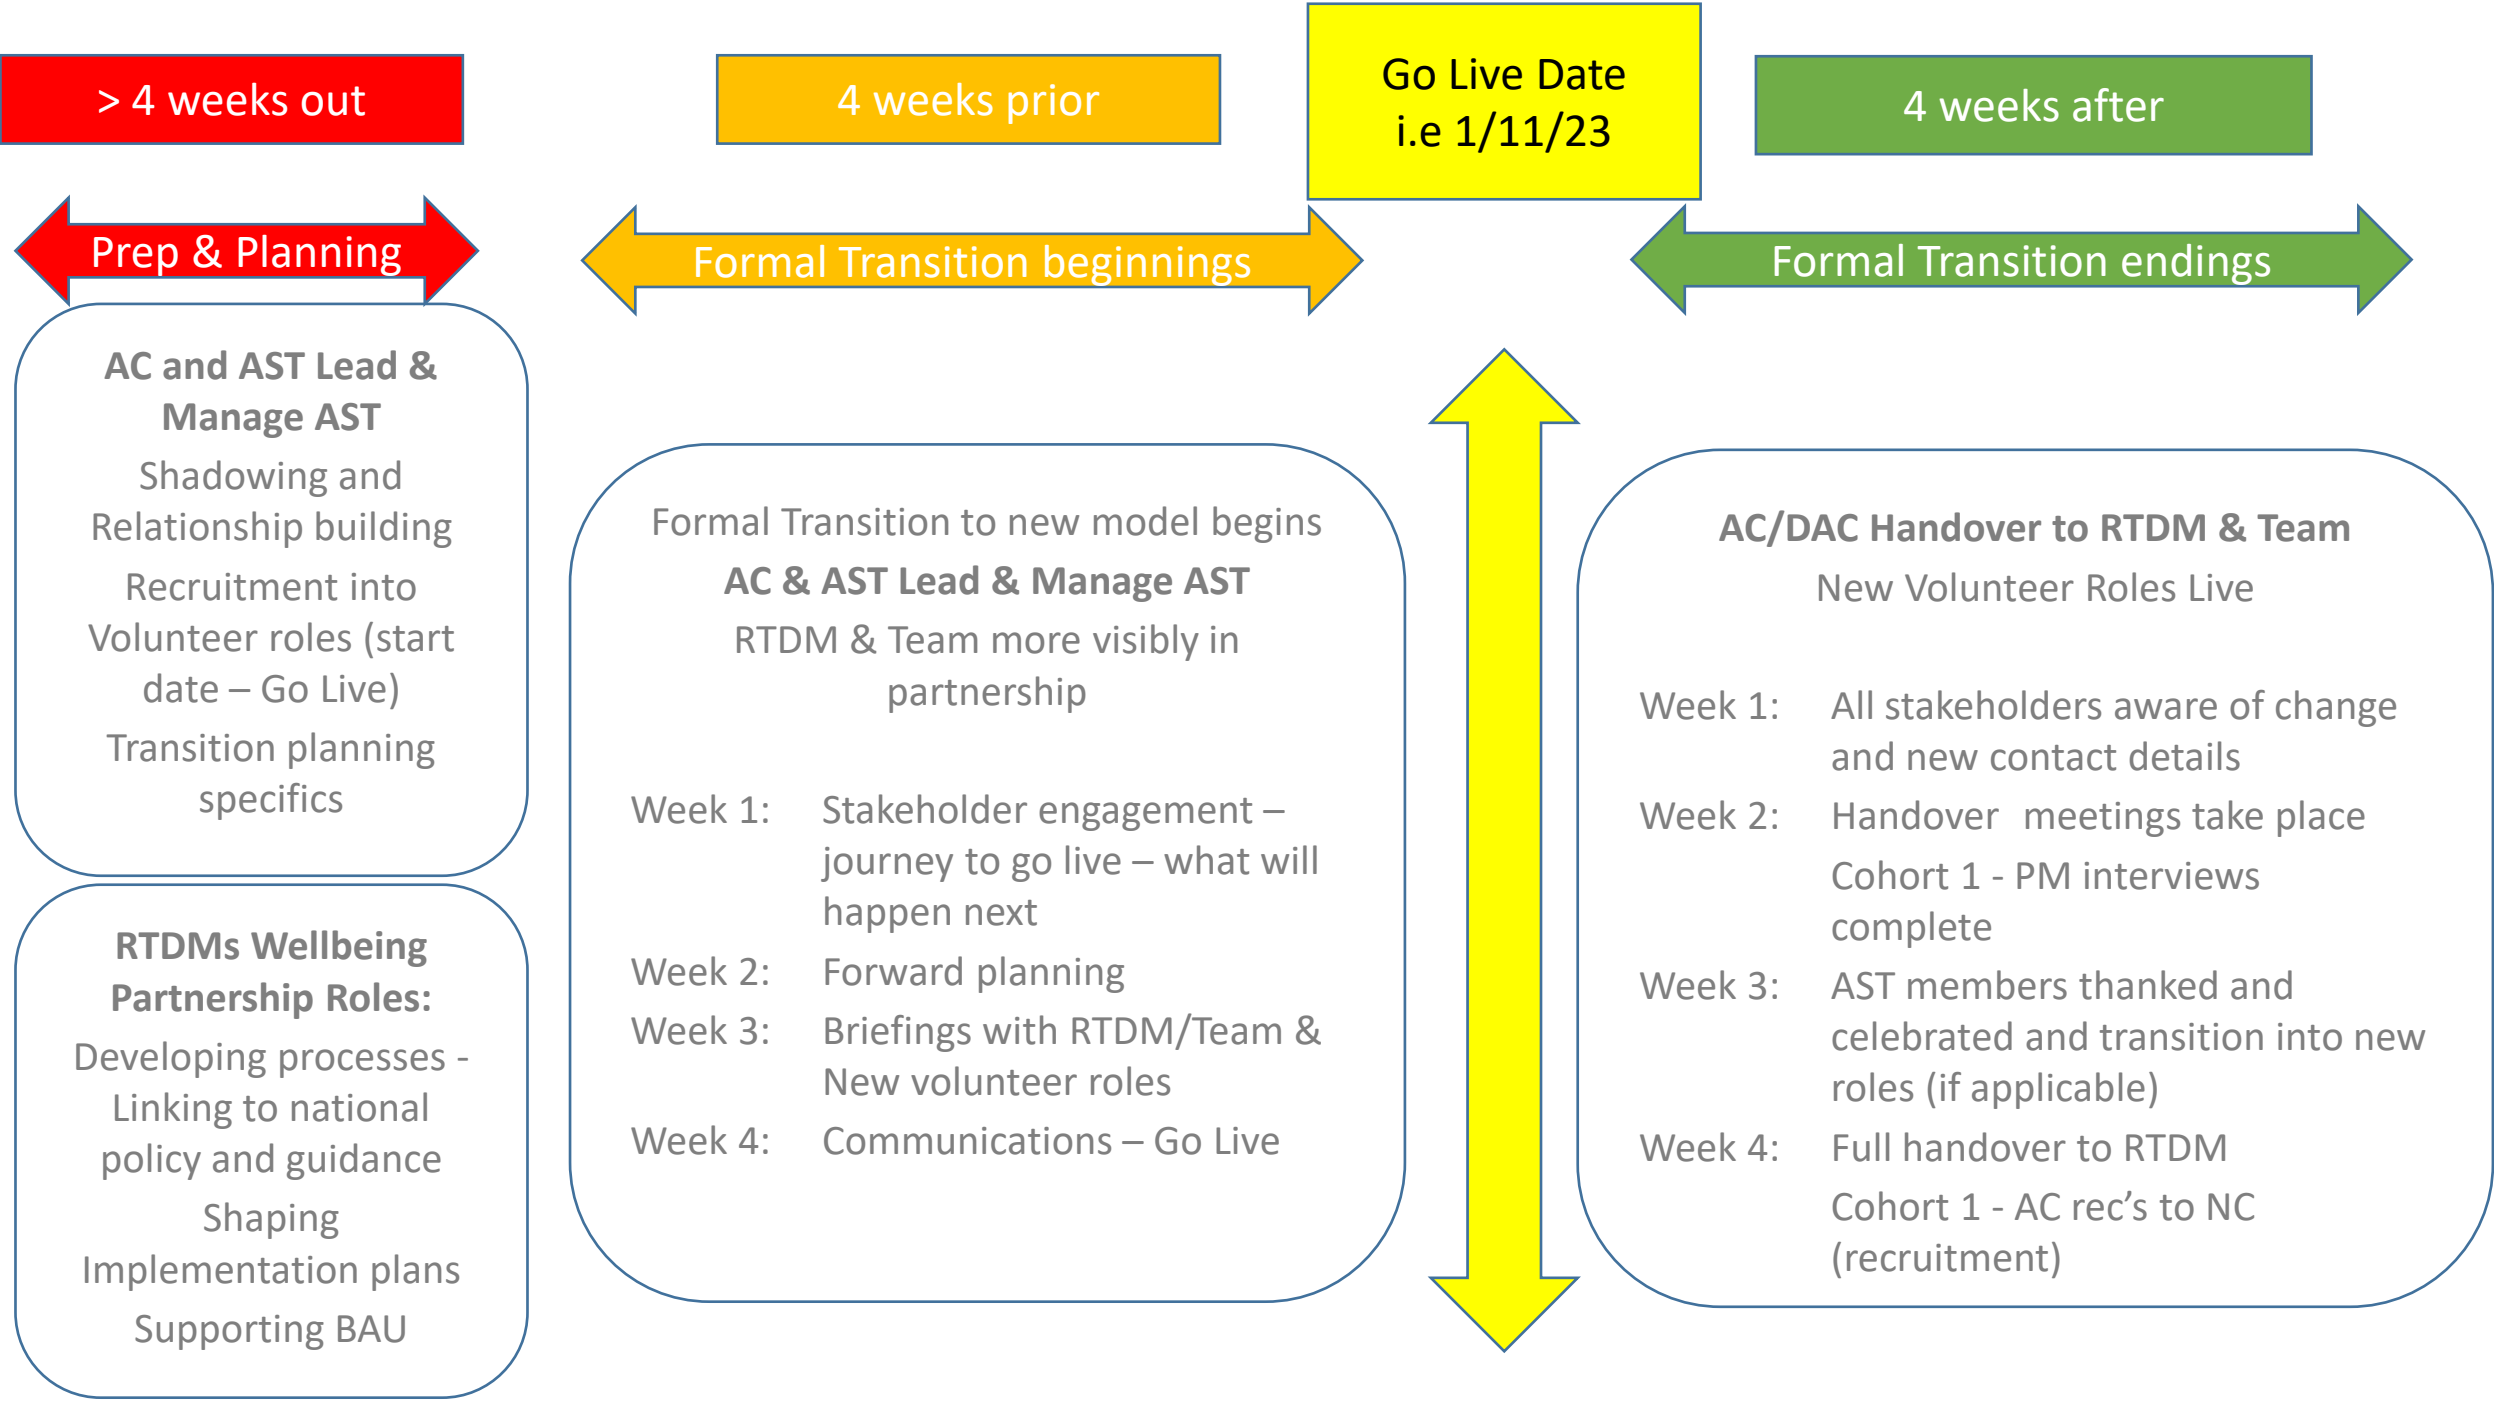 > 4 weeks out
4 weeks prior
Go Live Date
i.e 1/11/23
4 weeks after
Prep & Planning
Formal Transition beginnings
Formal Transition endings
AC and AST Lead &
Manage AST
Shadowing and
Relationship building
Recruitment into
Volunteer roles (start
date – Go Live)
Transition planning
specifics
RTDMs Wellbeing
Partnership Roles:
Developing processes -
Linking to national
policy and guidance
Shaping
Implementation plans
Supporting BAU
Formal Transition to new model begins
AC & AST Lead & Manage AST
RTDM & Team more visibly in
partnership
Week 1: Stakeholder engagement –
journey to go live – what will
happen next
Week 2: Forward planning
Week 3: Briefings with RTDM/Team &
New volunteer roles
Week 4: Communications – Go Live
AC/DAC Handover to RTDM & Team
New Volunteer Roles Live
Week 1: All stakeholders aware of change
and new contact details
Week 2: Handover meetings take place
Cohort 1 - PM interviews
complete
Week 3: AST members thanked and
celebrated and transition into new
roles (if applicable)
Week 4: Full handover to RTDM
Cohort 1 - AC rec’s to NC
(recruitment)